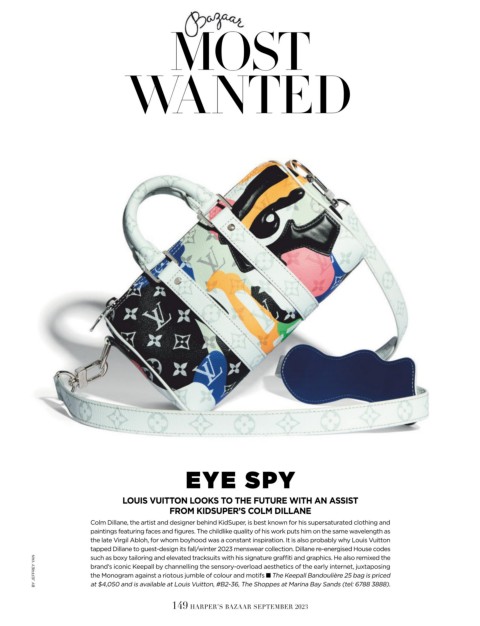 Bazaar
MOST
WANTED
EYE SPY
LOUIS VUITTON LOOKS TO THE FUTURE WITH AN ASSIST
FROM KIDSUPER'S COLM DILLANE
Colm Dillane, the artist and designer behind KidSuper, is best known for his supersaturated clothing and
paintings featuring faces and figures. The childlike quality of his work puts him on the same wavelength as
the late Virgil Abloh, for whom boyhood was a constant inspiration. It is also probably why Louis Vuitton
tapped Dillane to guest-design its fall/winter 2023 menswear collection. Dillane re-energised House codes
such as boxy tailoring and elevated tracksuits with his signature graffiti and graphics. He also remixed the
brand's iconic Keepall by channelling the sensory-overload aesthetics of the early internet, juxtaposing
the Monogram against a riotous jumble of colour and motifs ■ The Keepall Bandoulière 25 bag is priced
at $4,050 and is available at Louis Vuitton, #B2-36, The Shoppes at Marina Bay Sands (tel: 6788 3888).
149 HARPER'S BAZAAR SEPTEMBER 2023